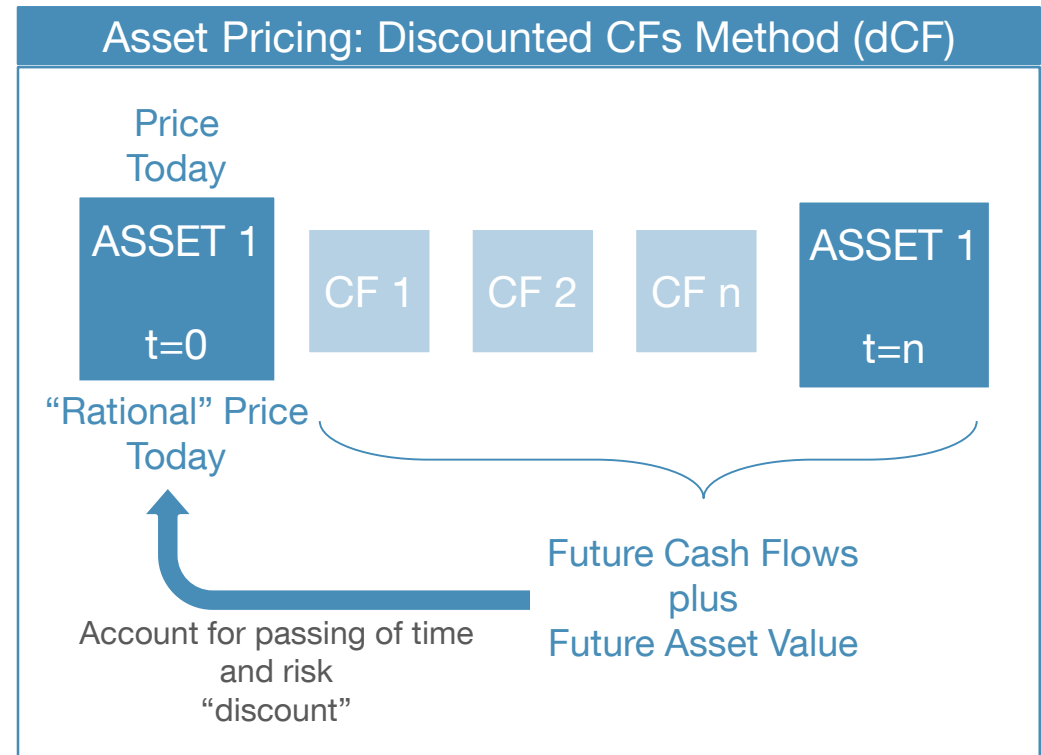 Asset Pricing: Discounted CFs Method (dCF)
Price
Today
ASSET 1
t=0
CF 1
CF 2
CF n
ASSET 1
t=n
“Rational” Price
Today
Future Cash Flows
plus
Future Asset Value
Account for passing of time
and risk
“discount”